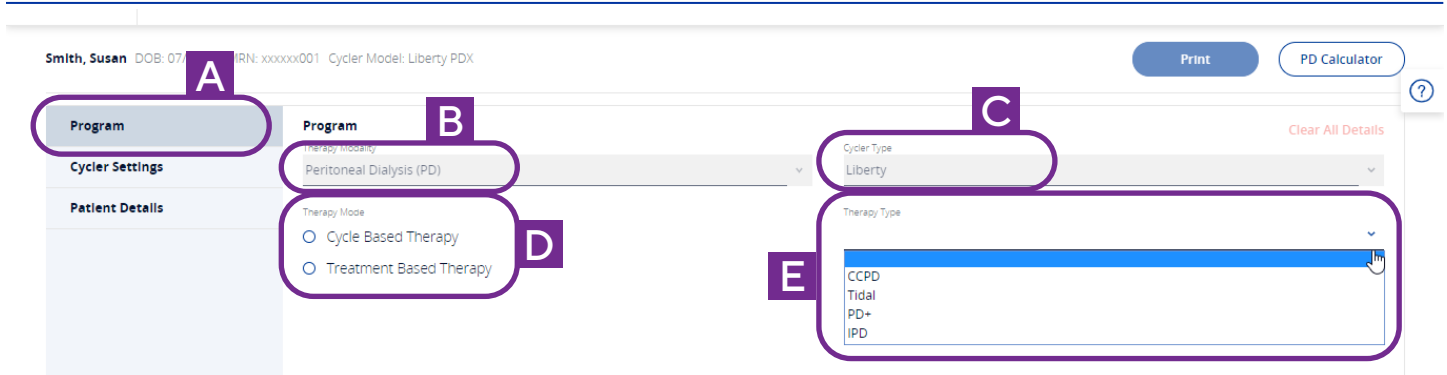 Smith, Susan DOB: 07/ MRN: xxxxxx001 Cycler Model: Liberty PDX
Print
PD Calculator
?
A
Program
Cycler Settings
Patient Details
Program
B
C
Clear All Details
Therapy Modality
Peritoneal Dialysis (PD)
Cycler Type
Liberty
Therapy Mode
Cycle Based Therapy
Treatment Based Therapy
D
Therapy Type
E
CCPD
Tidal
PD+
IPD